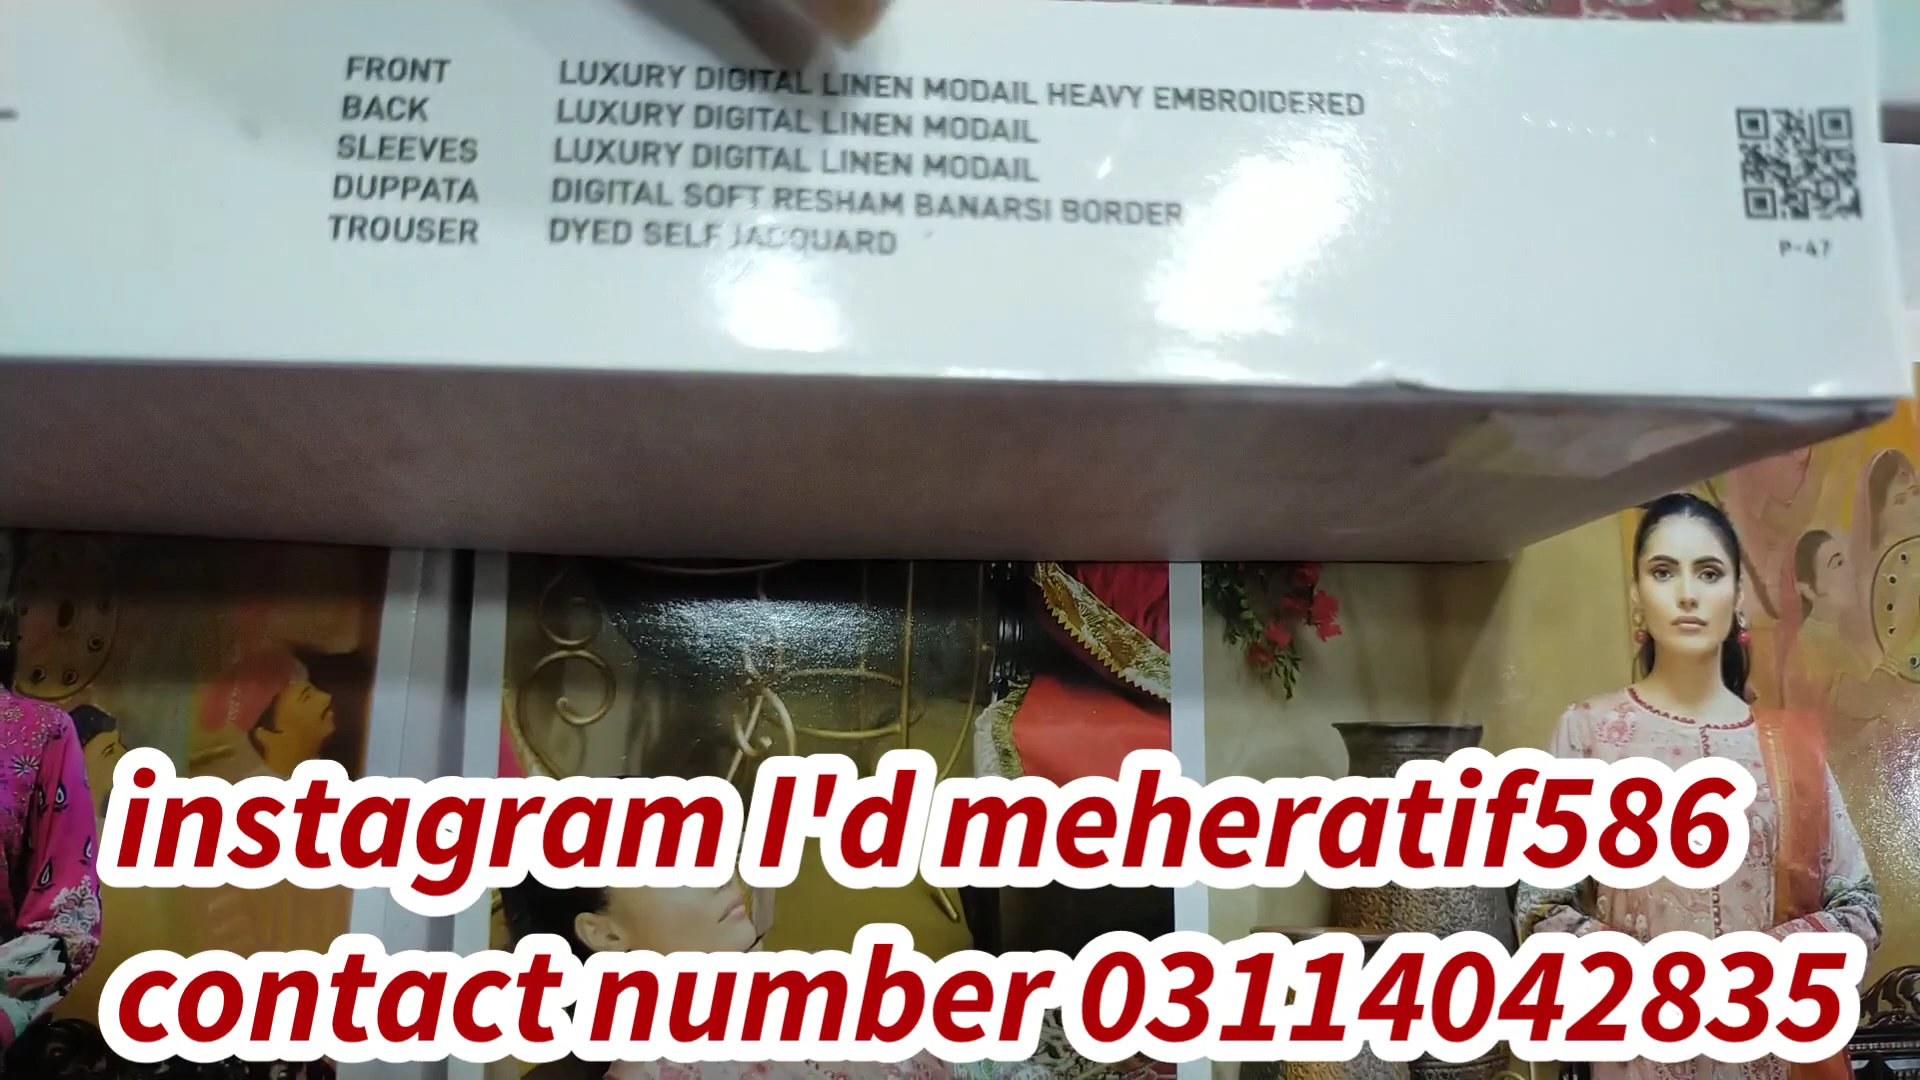 FRONT LUXURY DIGITAL LINEN MODAIL HEAVY EMBROIDERED
BACK LUXURY DIGITAL LINEN MODAIL
SLEEVES LUXURY DIGITAL LINEN MODAIL
DUPPATA DIGITAL SOFT RESHAM BANARSI BORDER
TROUSER DYED SELF JACQUARD
P-47
instagram I'd meheratif586
contact number 03114042835